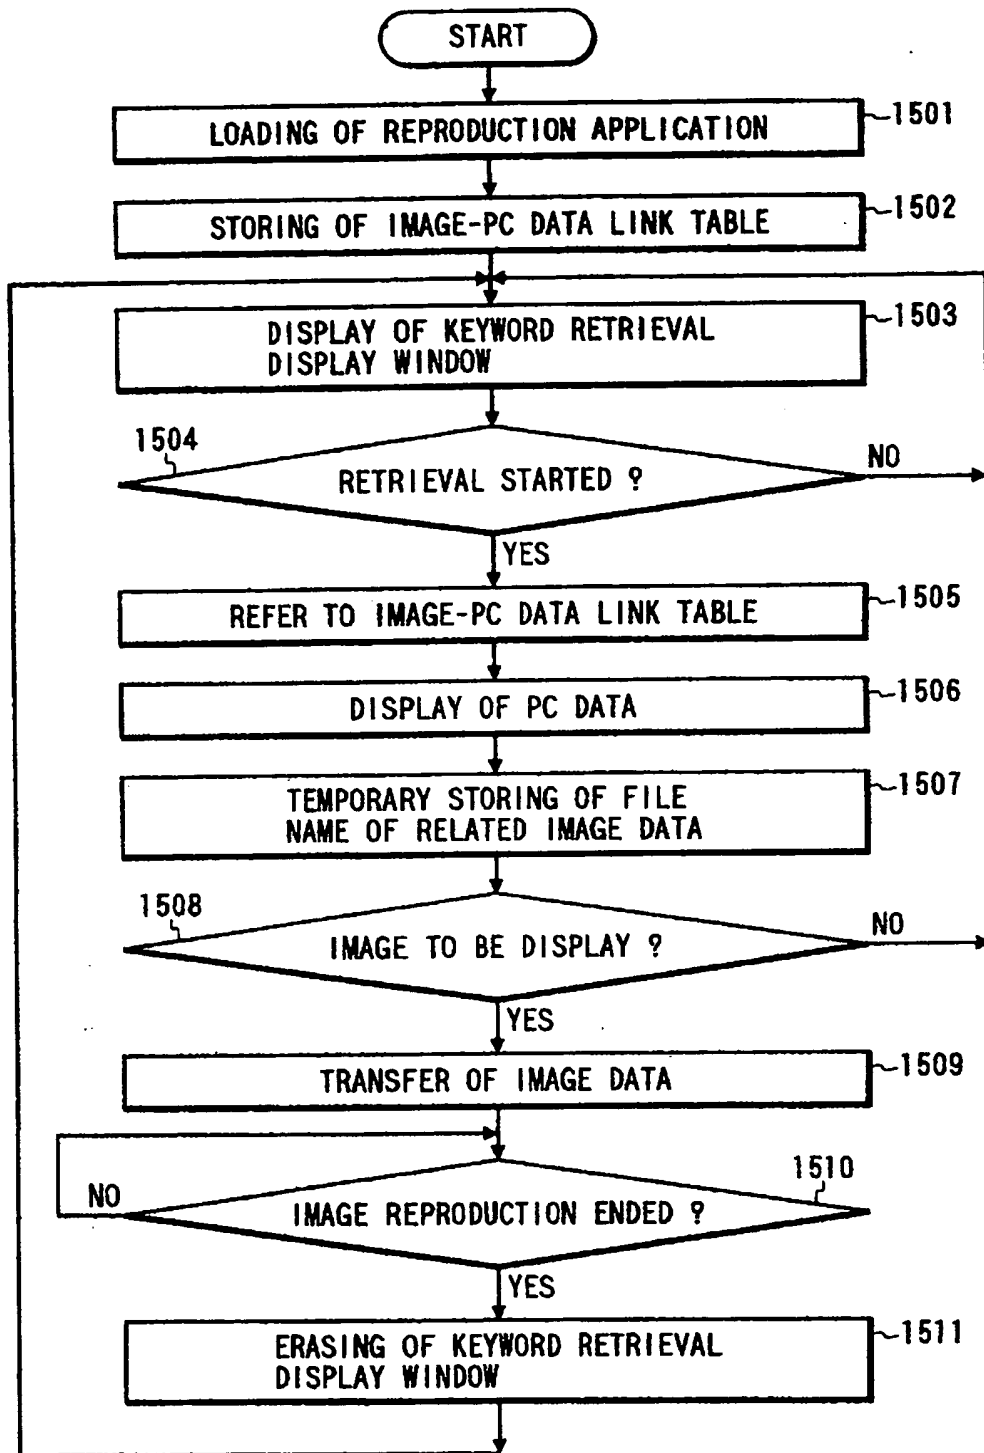 START
LOADING OF REPRODUCTION APPLICATION
1501
STORING OF IMAGE-PC DATA LINK TABLE
1502
DISPLAY OF KEYWORD RETRIEVAL
DISPLAY WINDOW
1503
1504
RETRIEVAL STARTED ?
NO
YES
REFER TO IMAGE-PC DATA LINK TABLE
1505
DISPLAY OF PC DATA
1506
TEMPORARY STORING OF FILE
NAME OF RELATED IMAGE DATA
1507
1508
IMAGE TO BE DISPLAY ?
NO
YES
TRANSFER OF IMAGE DATA
1509
1510
NO
IMAGE REPRODUCTION ENDED ?
YES
ERASING OF KEYWORD RETRIEVAL
DISPLAY WINDOW
1511